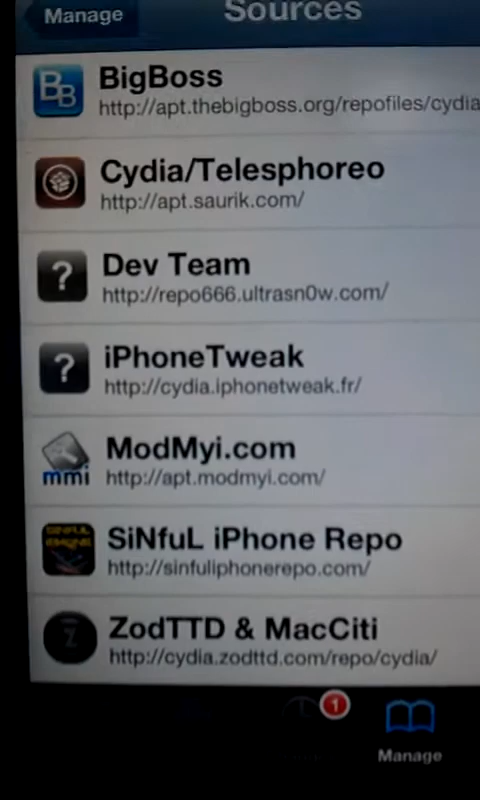 Manage
Sources
BB
BigBoss
http://apt.thebigboss.org/repofiles/cydia
Cydia/Telesphoreo
http://apt.saurik.com/
?
Dev Team
http://repo666.ultrasn0w.com/
?
iPhoneTweak
http://cydia.iphonetweak.fr/
mmi
ModMyi.com
http://apt.modmyi.com/
SINFUL
SiNfuL iPhone Repo
http://sinfuliphonerepo.com/
Z
ZodTTD & MacCiti
http://cydia.zodttd.com/repo/cydia/
1
Manage